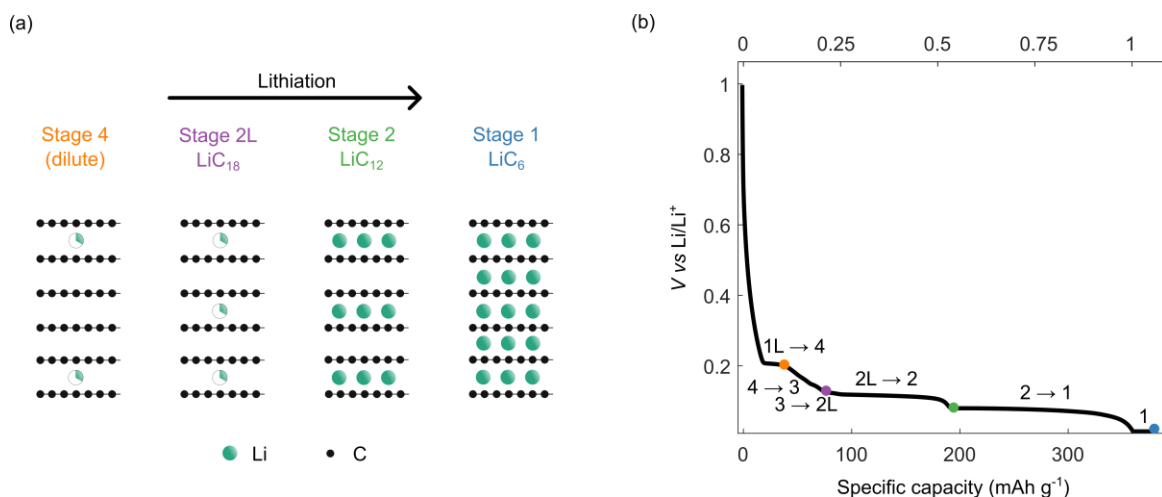 (a)
Lithiation
Stage 4
(dilute)
Stage 2L
LiC₁₈
Stage 2
LiC₁₂
Stage 1
LiC₆
Li
C
(b)
0 0.25 0.5 0.75 1
1
0.8
0.6
0.4
0.2
V vs Li/Li⁺
1L → 4
4 → 3
3 → 2L
2L → 2
2 → 1
1
0 100 200 300
Specific capacity (mAh g⁻¹)